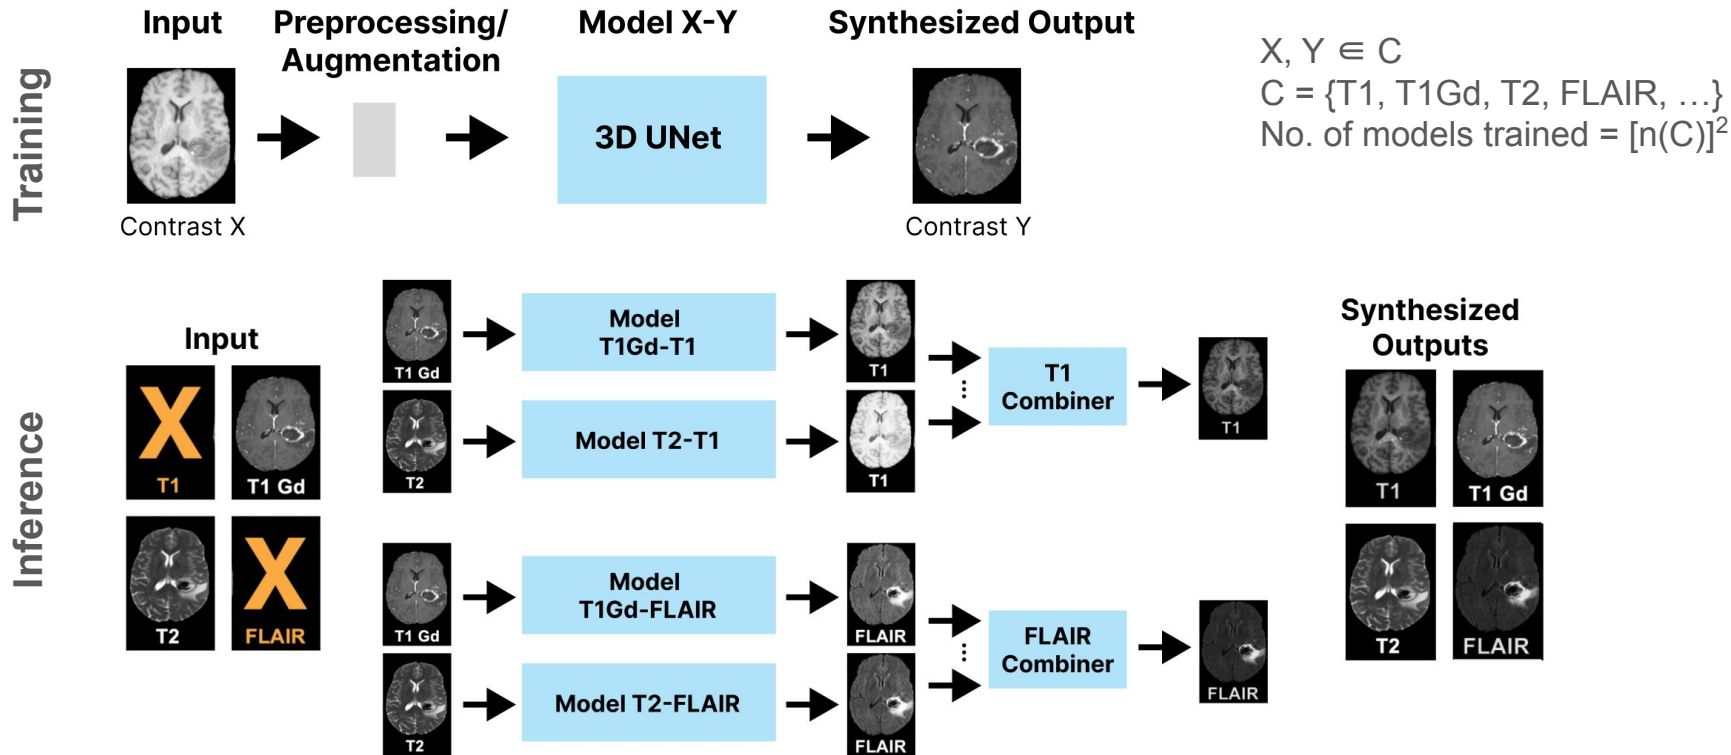 Training
Input
Preprocessing/
Augmentation
Model X-Y
Synthesized Output
3D UNet
Contrast X
Contrast Y
X, Y ∈ C
C = {T1, T1Gd, T2, FLAIR, …}
No. of models trained = [n(C)]²
Inference
Input
X
T1
T1 Gd
T2
X
FLAIR
T1 Gd
Model
T1Gd-T1
T1
T2
Model T2-T1
T1
⋮
T1
Combiner
T1
T1 Gd
Model
T1Gd-FLAIR
FLAIR
T2
Model T2-FLAIR
FLAIR
⋮
FLAIR
Combiner
FLAIR
Synthesized
Outputs
T1
T1 Gd
T2
FLAIR